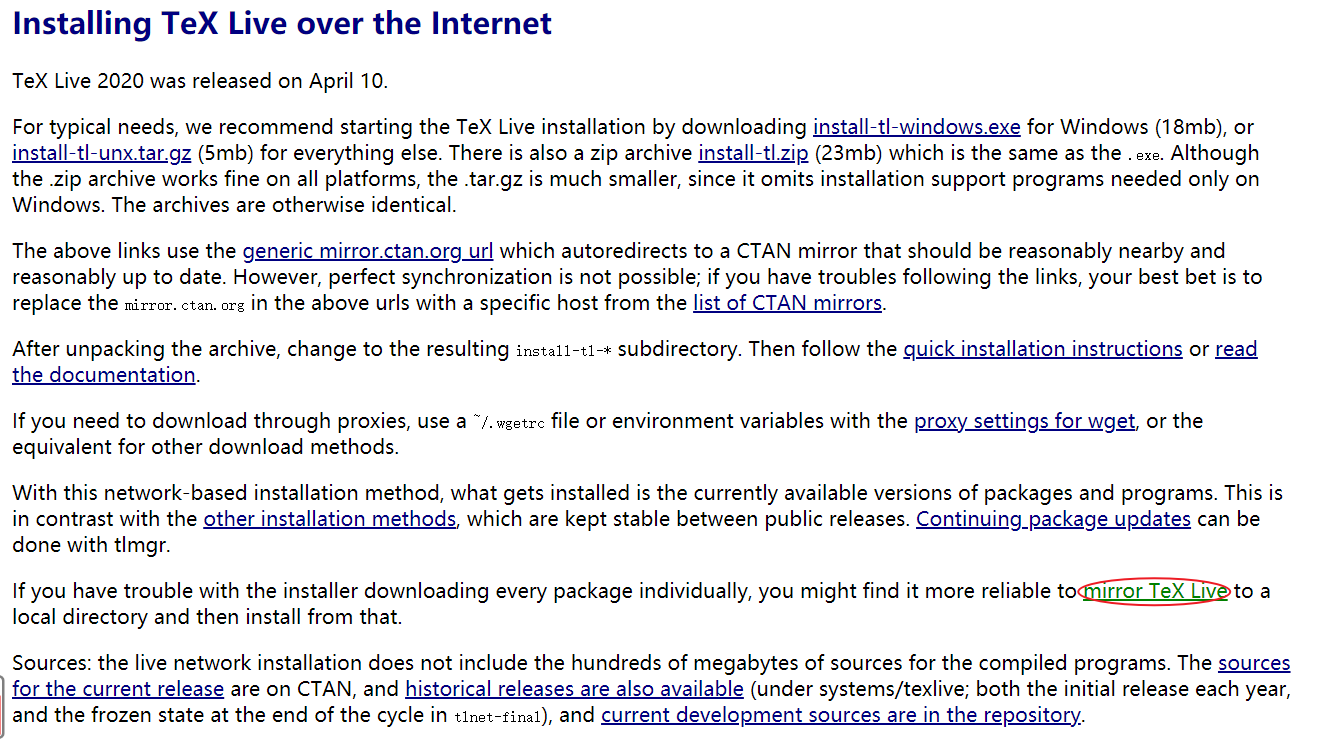 Installing TeX Live over the Internet
TeX Live 2020 was released on April 10.
For typical needs, we recommend starting the TeX Live installation by downloading install-tl-windows.exe for Windows (18mb), or
install-tl-unx.tar.gz (5mb) for everything else. There is also a zip archive install-tl.zip (23mb) which is the same as the .exe. Although
the .zip archive works fine on all platforms, the .tar.gz is much smaller, since it omits installation support programs needed only on
Windows. The archives are otherwise identical.
The above links use the generic mirror.ctan.org url which autoredirects to a CTAN mirror that should be reasonably nearby and
reasonably up to date. However, perfect synchronization is not possible; if you have troubles following the links, your best bet is to
replace the mirror.ctan.org in the above urls with a specific host from the list of CTAN mirrors.
After unpacking the archive, change to the resulting install-tl-* subdirectory. Then follow the quick installation instructions or read
the documentation.
If you need to download through proxies, use a ~/.wgetrc file or environment variables with the proxy settings for wget, or the
equivalent for other download methods.
With this network-based installation method, what gets installed is the currently available versions of packages and programs. This is
in contrast with the other installation methods, which are kept stable between public releases. Continuing package updates can be
done with tlmgr.
If you have trouble with the installer downloading every package individually, you might find it more reliable to mirror TeX Live to a
local directory and then install from that.
Sources: the live network installation does not include the hundreds of megabytes of sources for the compiled programs. The sources
for the current release are on CTAN, and historical releases are also available (under systems/texlive; both the initial release each year,
and the frozen state at the end of the cycle in tlnet-final), and current development sources are in the repository.